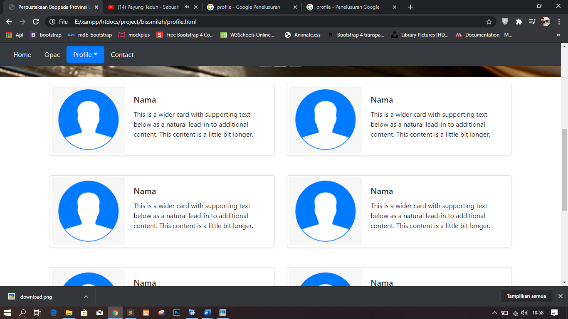 Perpustakaan Bappeda Provinsi
(14) Payung Teduh - Sebuah
profile - Penelusuran Google
profile - Penelusuran Google
File E:/xampp/htdocs/project/bissmilah/profile.html
Apl bootstrap mdb bootstrap mockplus Free Bootstrap 4 Co... W3Schools Online... Animate.css Bootstrap 4 transpa... Library Pictures [HD... Documentation - M... »
Home Opac Profile Contact
Nama
This is a wider card with supporting text
below as a natural lead-in to additional
content. This content is a little bit longer.
Nama
This is a wider card with supporting text
below as a natural lead-in to additional
content. This content is a little bit longer.
Nama
This is a wider card with supporting text
below as a natural lead-in to additional
content. This content is a little bit longer.
Nama
This is a wider card with supporting text
below as a natural lead-in to additional
content. This content is a little bit longer.
Nama
Nama
download.png
Tampilkan semua